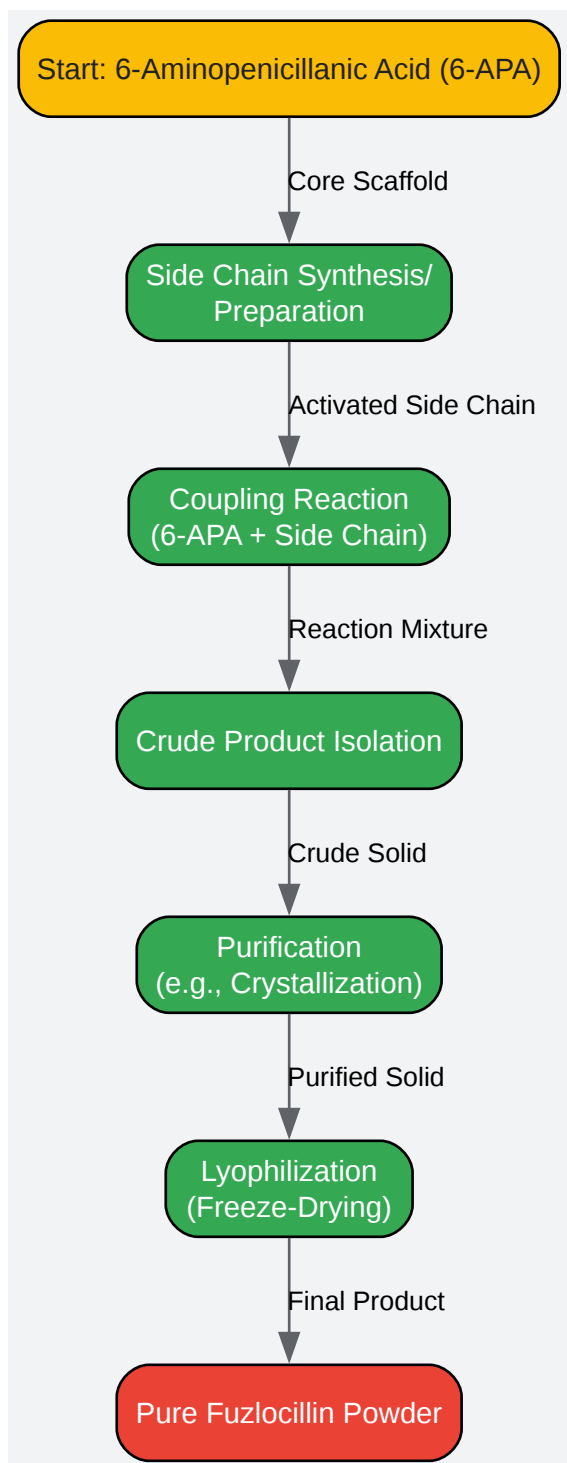 Start: 6-Aminopenicillanic Acid (6-APA)
Core Scaffold
Side Chain Synthesis/
Preparation
Activated Side Chain
Coupling Reaction
(6-APA + Side Chain)
Reaction Mixture
Crude Product Isolation
Crude Solid
Purification
(e.g., Crystallization)
Purified Solid
Lyophilization
(Freeze-Drying)
Final Product
Pure Fuzlocillin Powder